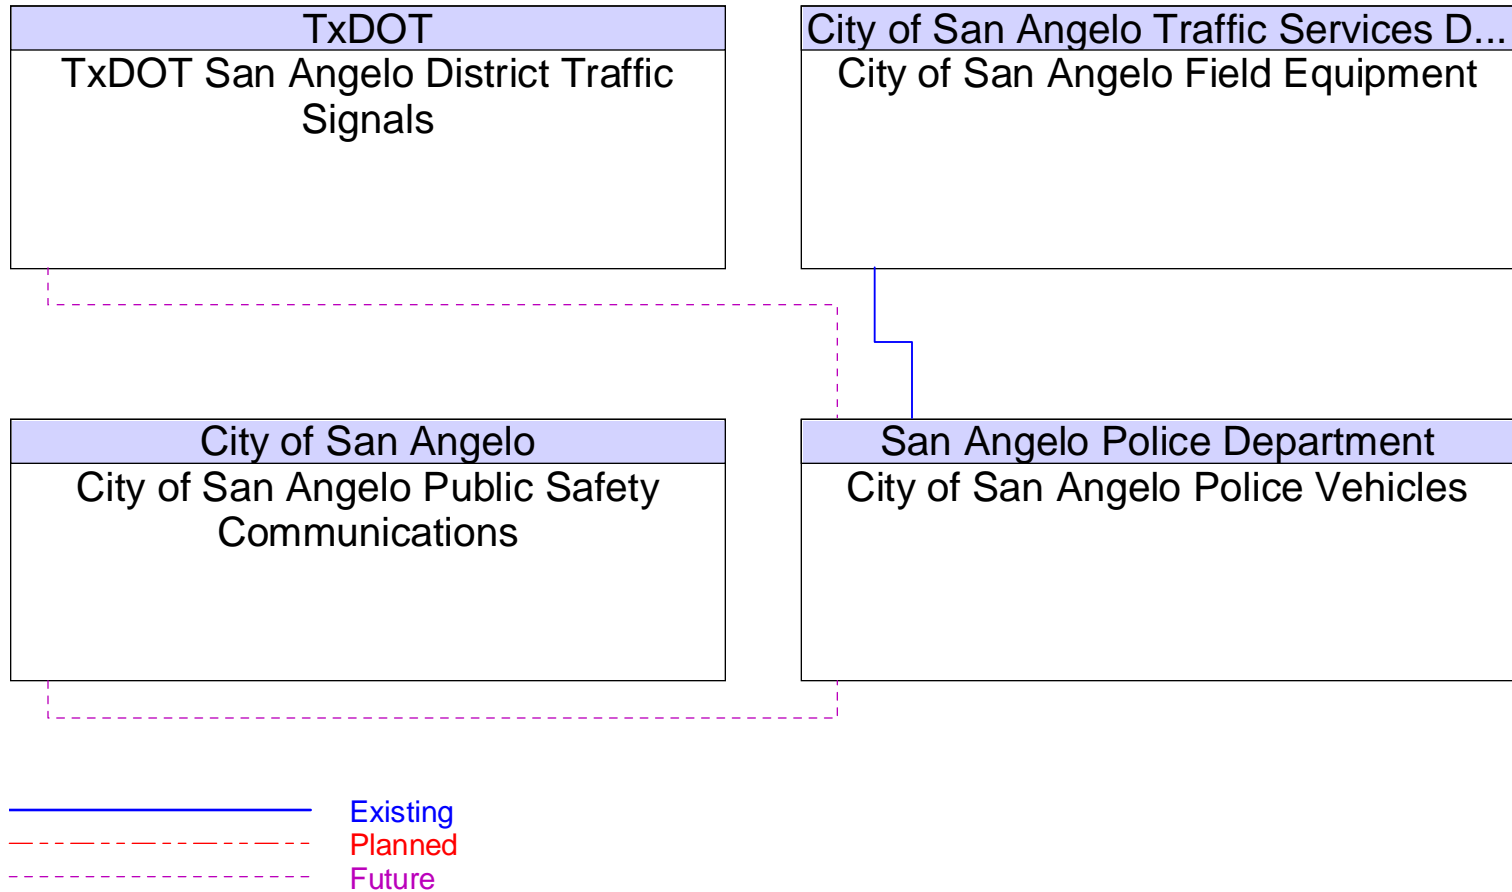 TxDOT
TxDOT San Angelo District Traffic
Signals
City of San Angelo Traffic Services D...
City of San Angelo Field Equipment
City of San Angelo
City of San Angelo Public Safety
Communications
San Angelo Police Department
City of San Angelo Police Vehicles
Existing
Planned
Future